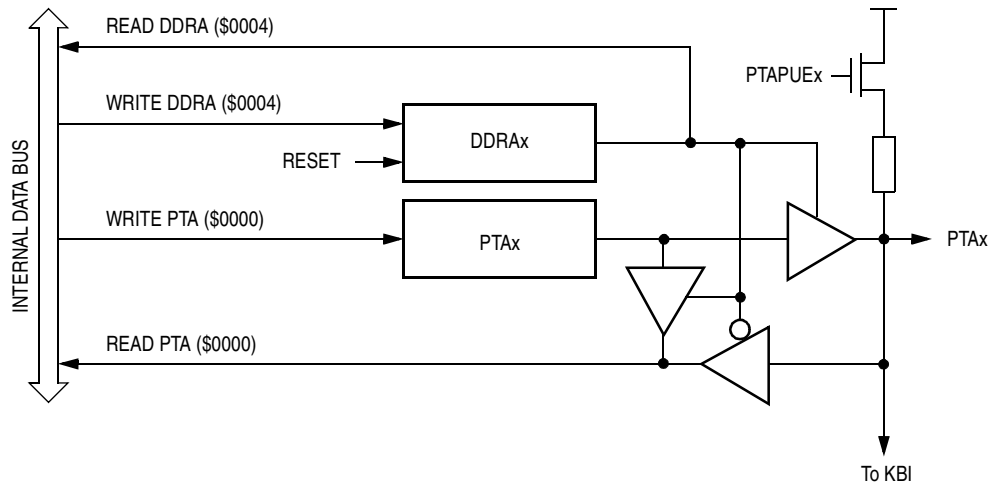 READ DDRA ($0004)
PTAPUEx
WRITE DDRA ($0004)
DDRAx
RESET
INTERNAL DATA BUS
WRITE PTA ($0000)
PTAx
PTAx
READ PTA ($0000)
To KBI